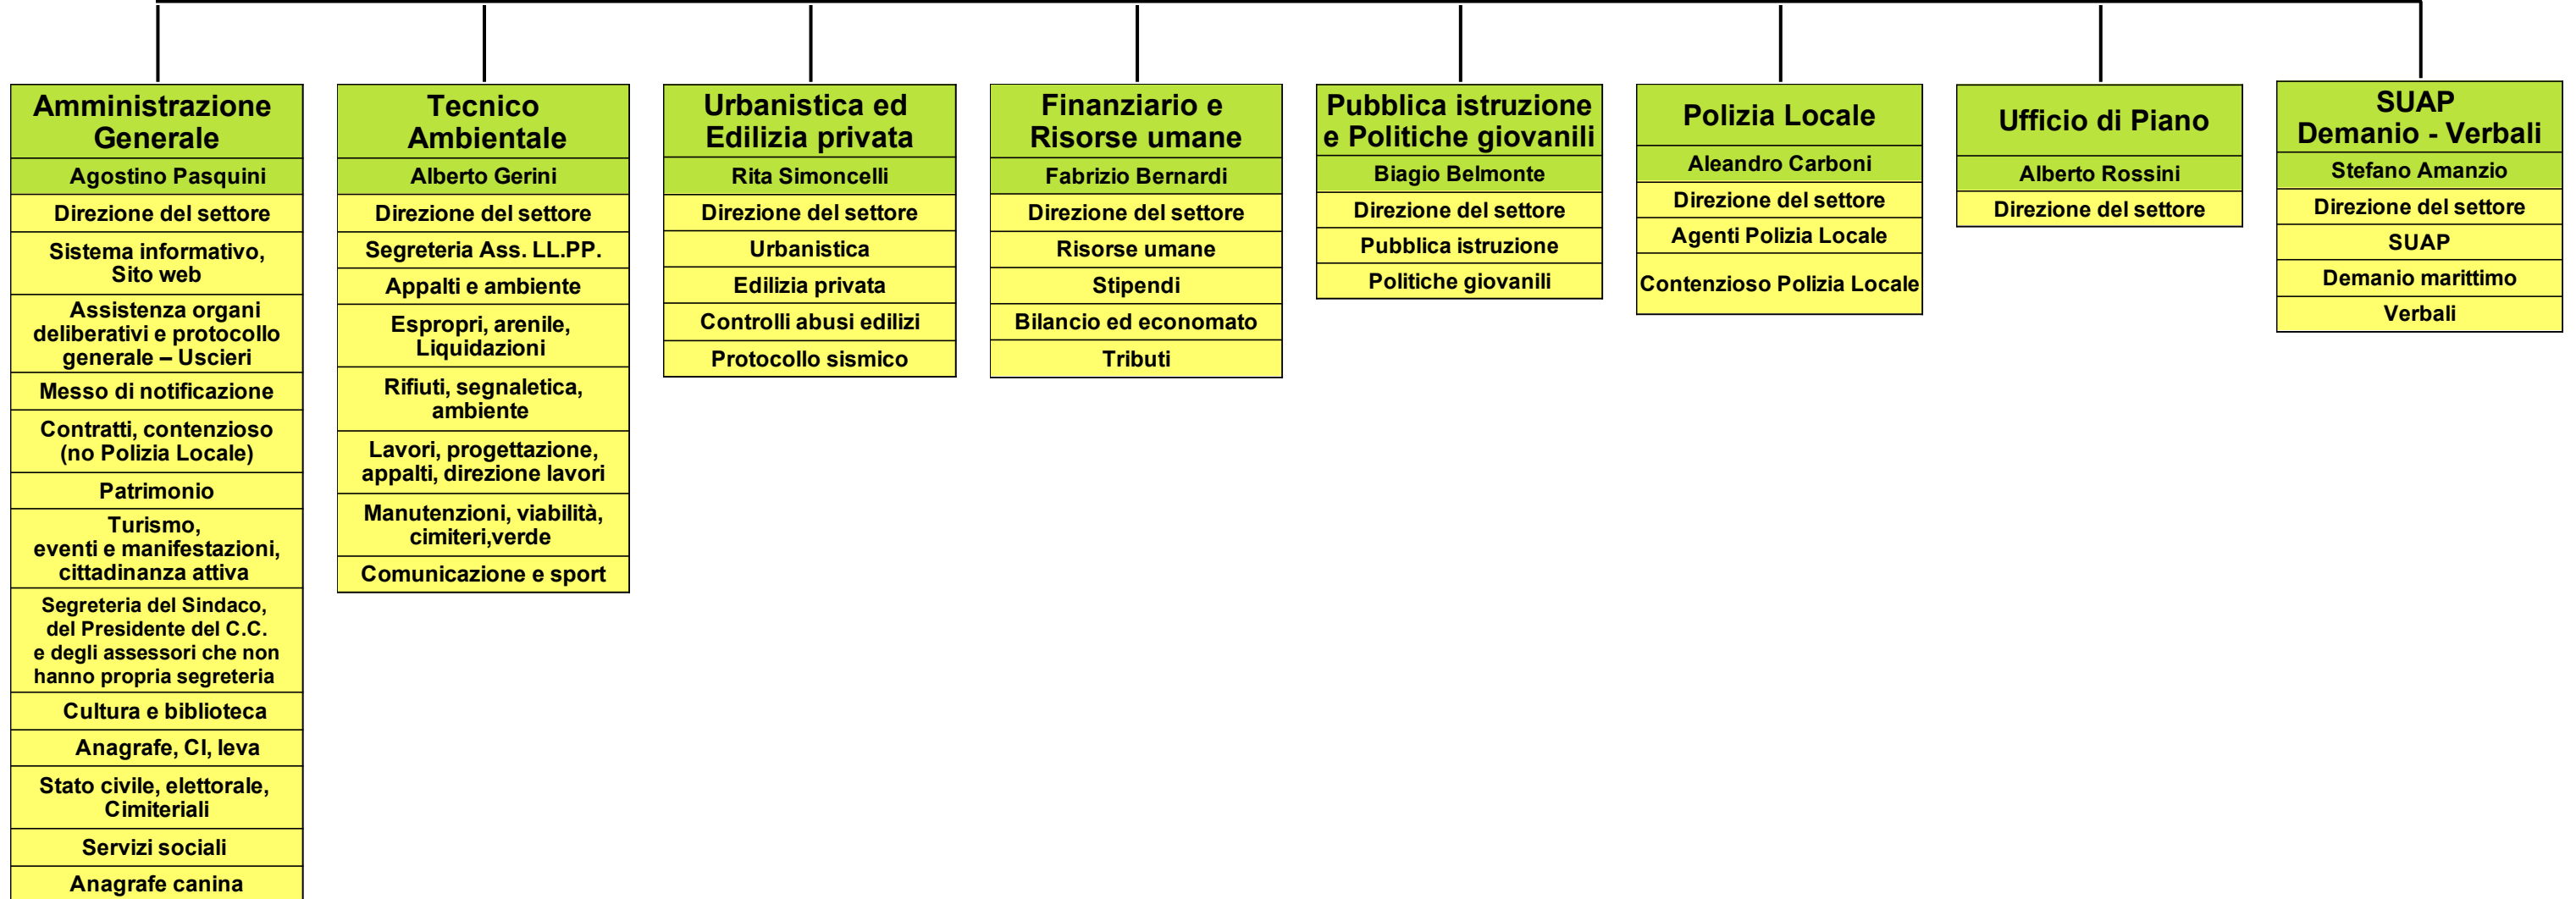 Amministrazione
Generale
Agostino Pasquini
Direzione del settore
Sistema informativo,
Sito web
Assistenza organi
deliberativi e protocollo
generale – Uscieri
Messo di notificazione
Contratti, contenzioso
(no Polizia Locale)
Patrimonio
Turismo,
eventi e manifestazioni,
cittadinanza attiva
Segreteria del Sindaco,
del Presidente del C.C.
e degli assessori che non
hanno propria segreteria
Cultura e biblioteca
Anagrafe, CI, leva
Stato civile, elettorale,
Cimiteriali
Servizi sociali
Anagrafe canina
Tecnico
Ambientale
Alberto Gerini
Direzione del settore
Segreteria Ass. LL.PP.
Appalti e ambiente
Espropri, arenile,
Liquidazioni
Rifiuti, segnaletica,
ambiente
Lavori, progettazione,
appalti, direzione lavori
Manutenzioni, viabilità,
cimiteri,verde
Comunicazione e sport
Urbanistica ed
Edilizia privata
Rita Simoncelli
Direzione del settore
Urbanistica
Edilizia privata
Controlli abusi edilizi
Protocollo sismico
Finanziario e
Risorse umane
Fabrizio Bernardi
Direzione del settore
Risorse umane
Stipendi
Bilancio ed economato
Tributi
Pubblica istruzione
e Politiche giovanili
Biagio Belmonte
Direzione del settore
Pubblica istruzione
Politiche giovanili
Polizia Locale
Aleandro Carboni
Direzione del settore
Agenti Polizia Locale
Contenzioso Polizia Locale
Ufficio di Piano
Alberto Rossini
Direzione del settore
SUAP
Demanio - Verbali
Stefano Amanzio
Direzione del settore
SUAP
Demanio marittimo
Verbali